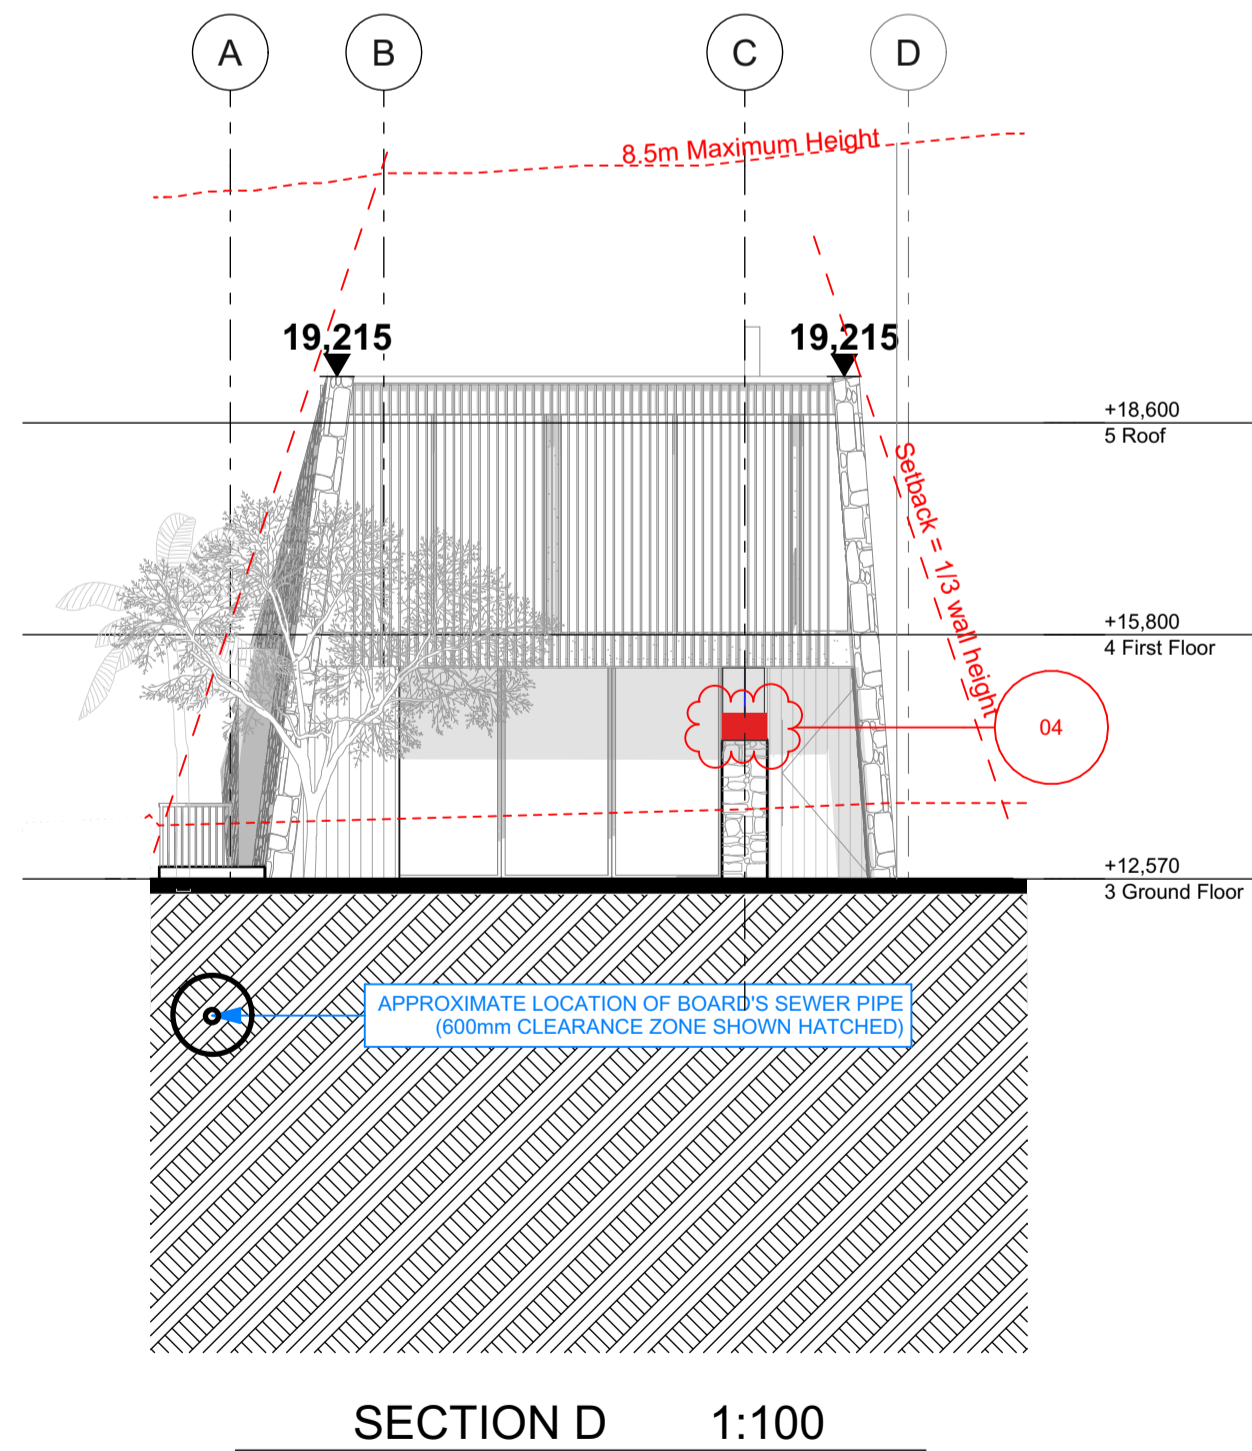 A
B
C
D
8.5m Maximum Height
19,215
19,215
+18,600
5 Roof
Setback = 1/3 wall height
+15,800
4 First Floor
04
+12,570
3 Ground Floor
APPROXIMATE LOCATION OF BOARD'S SEWER PIPE
(600mm CLEARANCE ZONE SHOWN HATCHED)
SECTION D 1:100